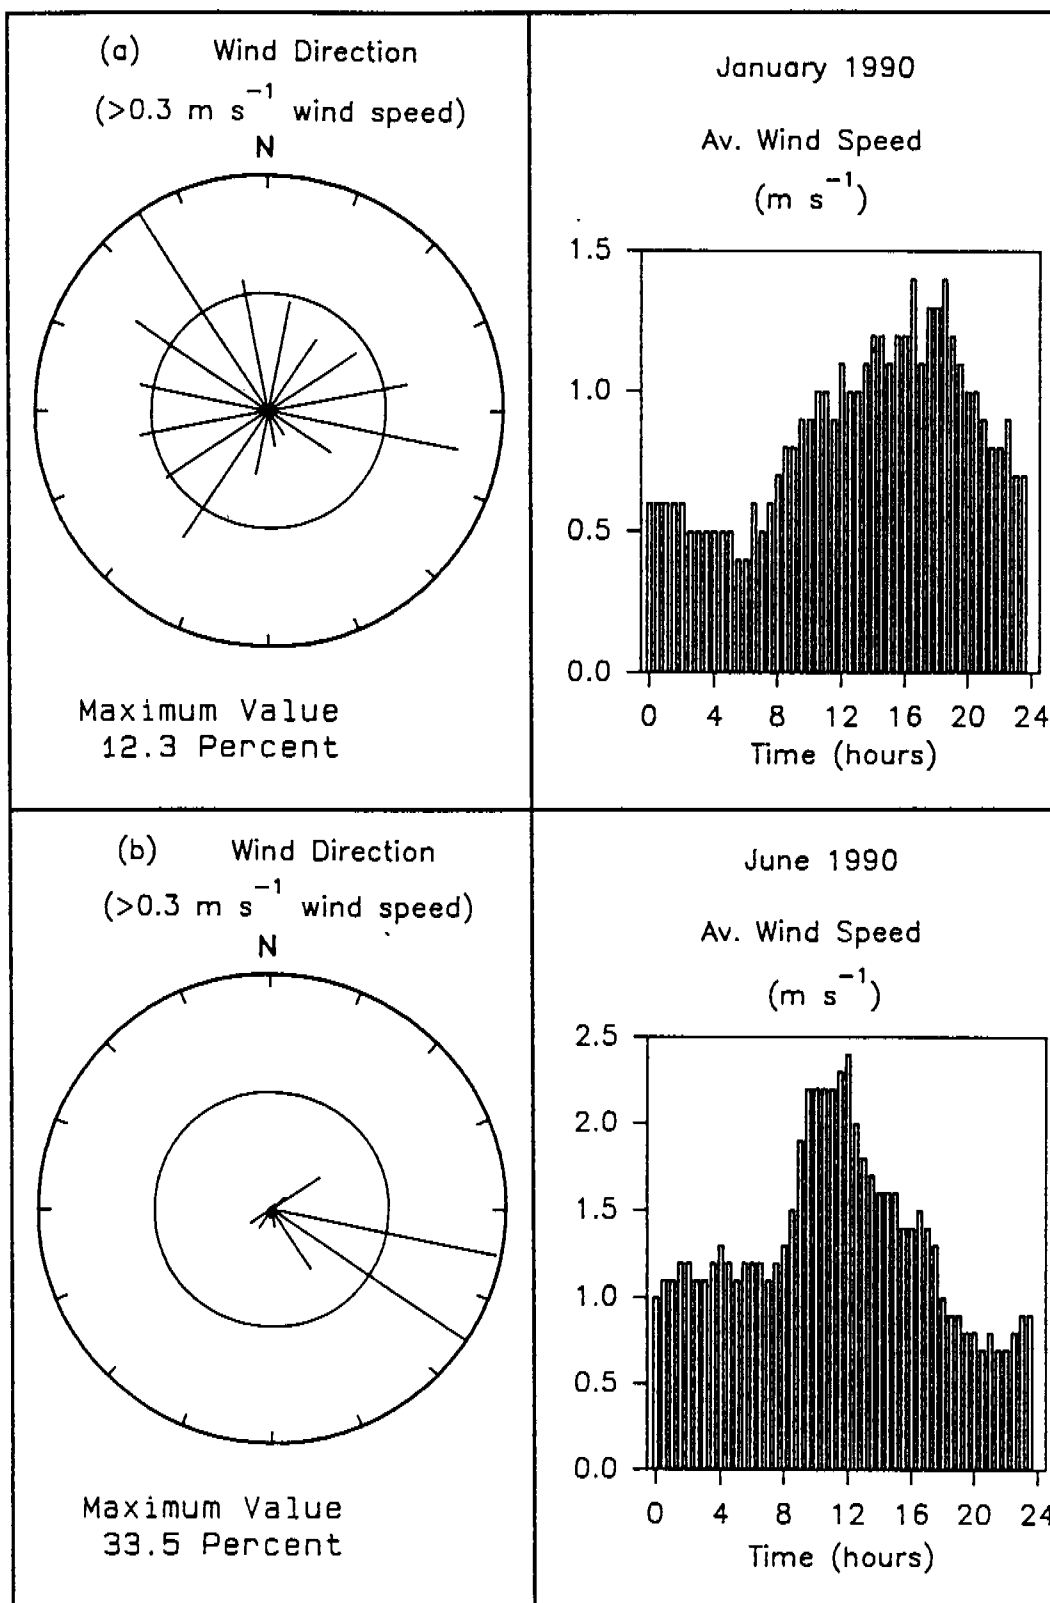 (a) Wind Direction
(>0.3 m s⁻¹ wind speed)
N
Maximum Value
12.3 Percent
January 1990
Av. Wind Speed
(m s⁻¹)
1.5
1.0
0.5
0.0
0 4 8 12 16 20 24
Time (hours)
(b) Wind Direction
(>0.3 m s⁻¹ wind speed)
N
Maximum Value
33.5 Percent
June 1990
Av. Wind Speed
(m s⁻¹)
2.5
2.0
1.5
1.0
0.5
0.0
0 4 8 12 16 20 24
Time (hours)